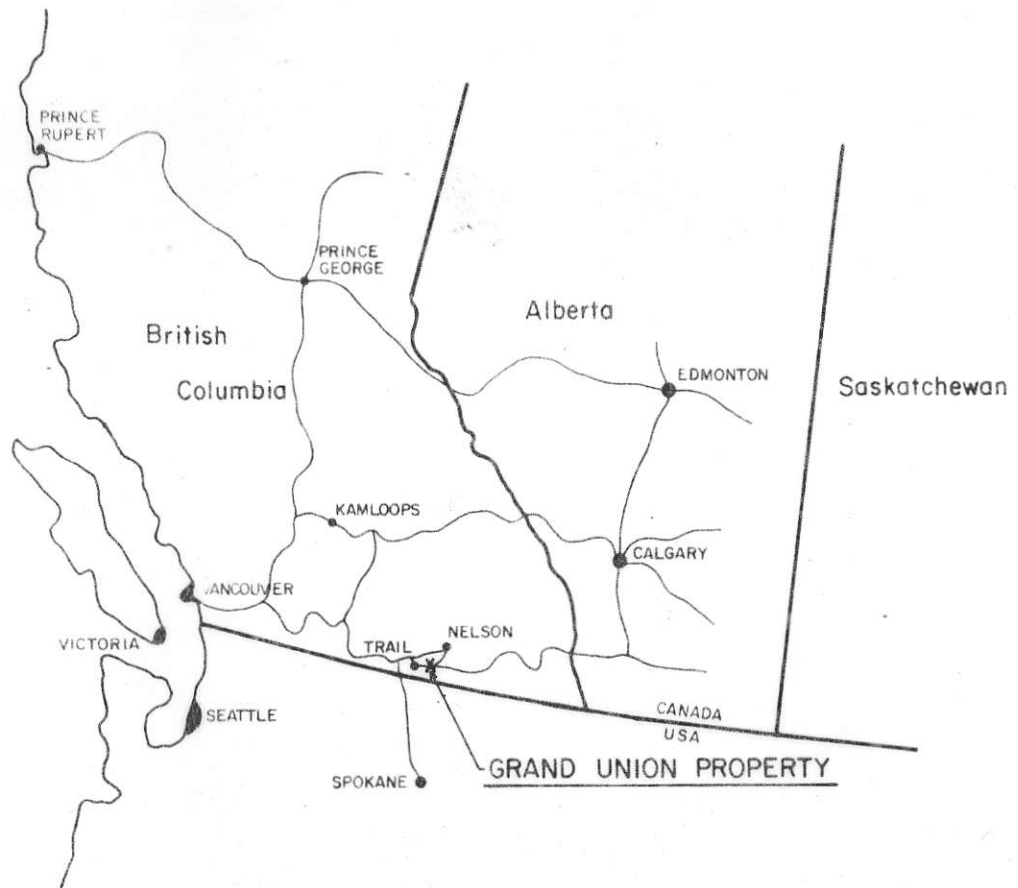 PRINCE
RUPERT
PRINCE
GEORGE
British
Columbia
Alberta
EDMONTON
Saskatchewan
KAMLOOPS
CALGARY
VANCOUVER
VICTORIA
TRAIL
NELSON
SEATTLE
CANADA
USA
SPOKANE
GRAND UNION PROPERTY